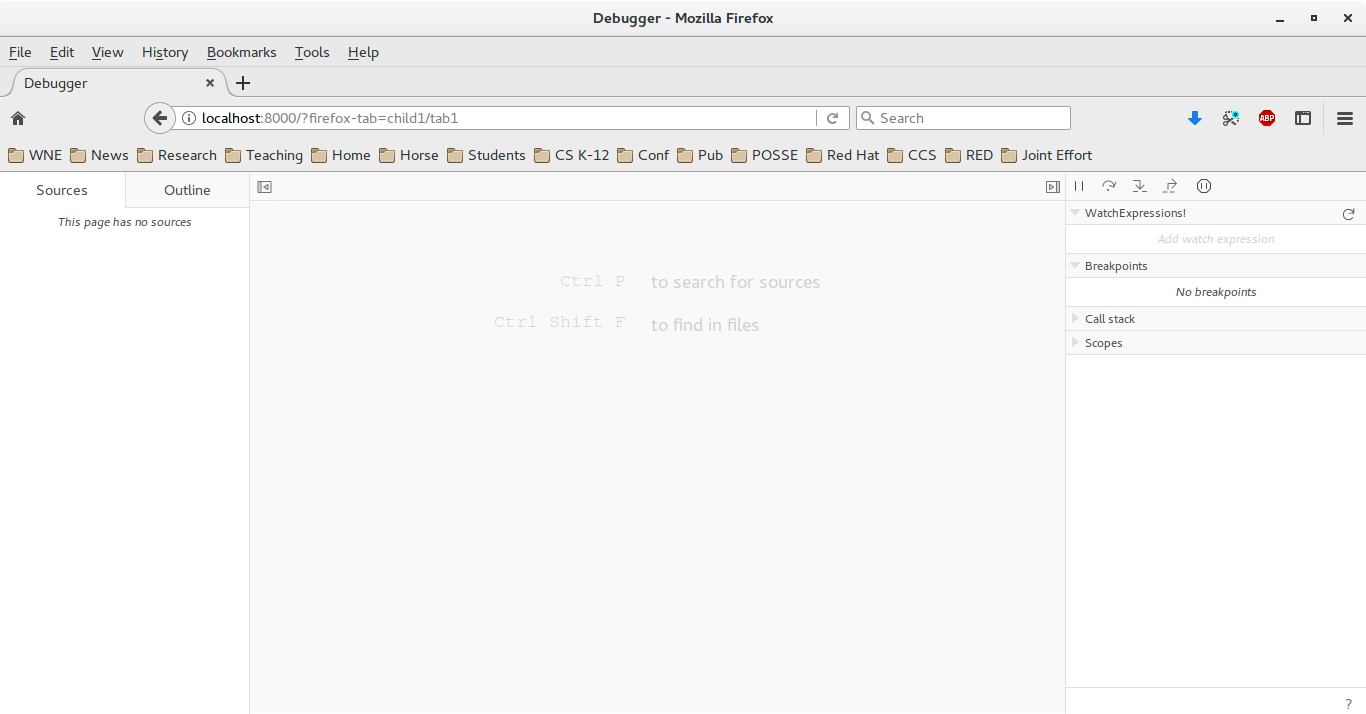 Debugger - Mozilla Firefox
File Edit View History Bookmarks Tools Help
Debugger
localhost:8000/?firefox-tab=child1/tab1 Search ABP
WNE News Research Teaching Home Horse Students CS K-12 Conf Pub POSSE Red Hat CCS RED Joint Effort
Sources Outline
This page has no sources
Ctrl P to search for sources
Ctrl Shift F to find in files
WatchExpressions!
Add watch expression
Breakpoints
No breakpoints
Call stack
Scopes
?